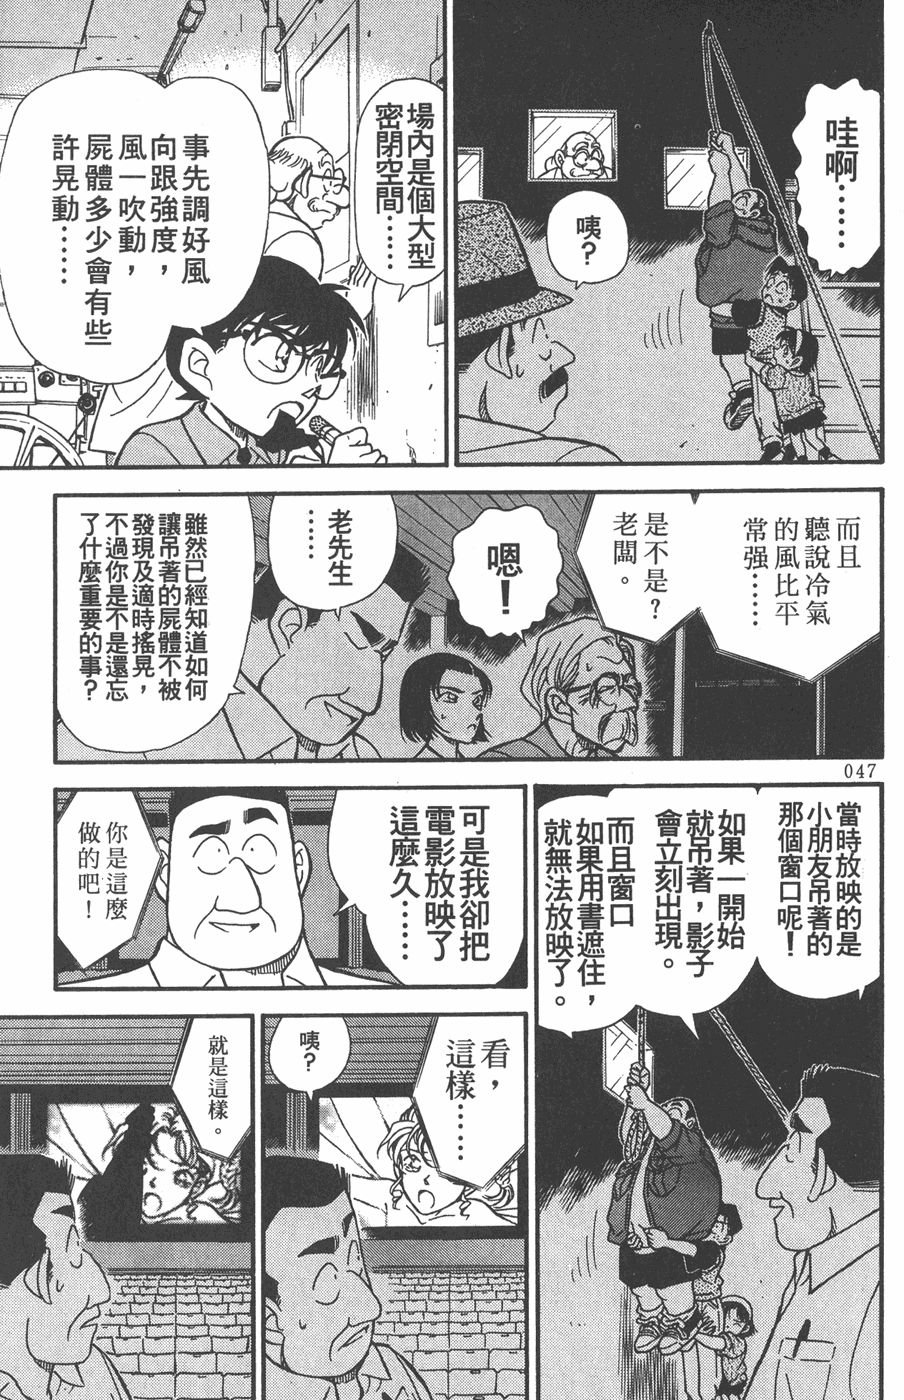 哇啊……
咦？
場內是個大型
密閉空間……
事先調好風
向跟強度，
風一吹動，
屍體多少會有些
許晃動……
而且
聽說冷氣
的風比平
常强……
是不是？
老闆。
嗯！
老先生
……
雖然已經知道如何
讓吊著的屍體不被
發現及適時搖晃，
不過你是不是還忘
了什麼重要的事？
047
當時放映的是
小朋友吊著的
那個窗口呢！
如果一開始
就吊著，影子
會立刻出現。
而且窗口
如果用書遮住，
就無法放映了。
可是我卻把
電影放映了
這麼久……
你是這麼
做的吧！
看，
這樣……
咦？
就是這樣。